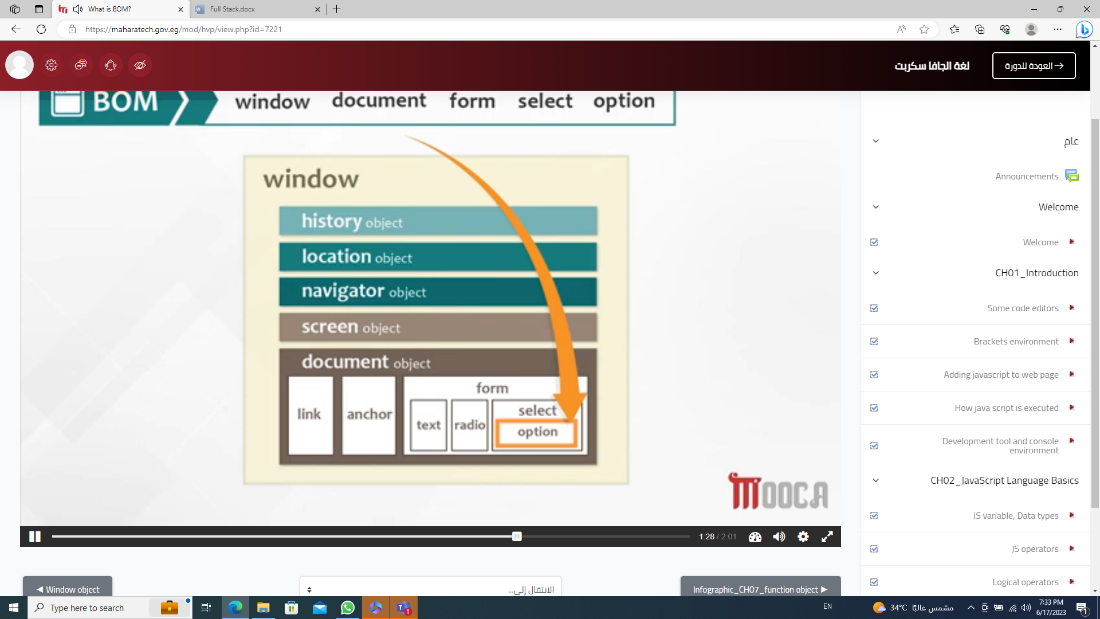 What is BOM?
Full Stack.docx
https://maharatech.gov.eg/mod/hvp/view.php?id=7221
لغة الجافا سكربت
العودة للدورة
BOM
window document form select option
window
history object
location object
navigator object
screen object
document object
link
anchor
form
text
radio
select
option
MOOCA
1:28 / 2:01
عام
Announcements
Welcome
Welcome
CH01_Introduction
Some code editors
Brackets environment
Adding javascript to web page
How java script is executed
Development tool and console
environment
CH02_JavaScript Language Basics
JS variable, Data types
JS operators
Logical operators
◄ Window object
الانتقال إلى...
Infographic_CH07_function object ►
Type here to search
34°C مشمس غالبًا
EN
7:33 PM
6/17/2023